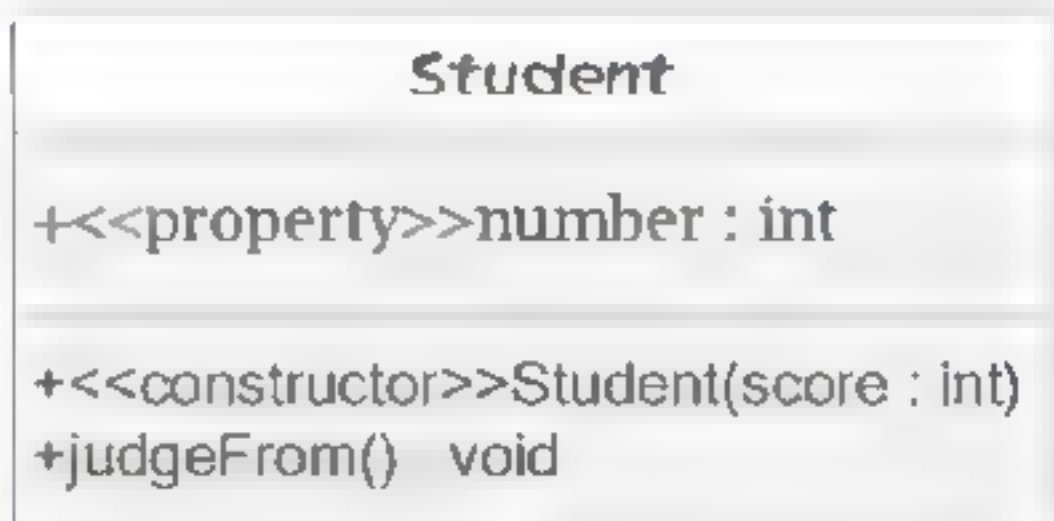 Student
+<<property>>number : int
+<<constructor>>Student(score : int)
+judgeFrom() void